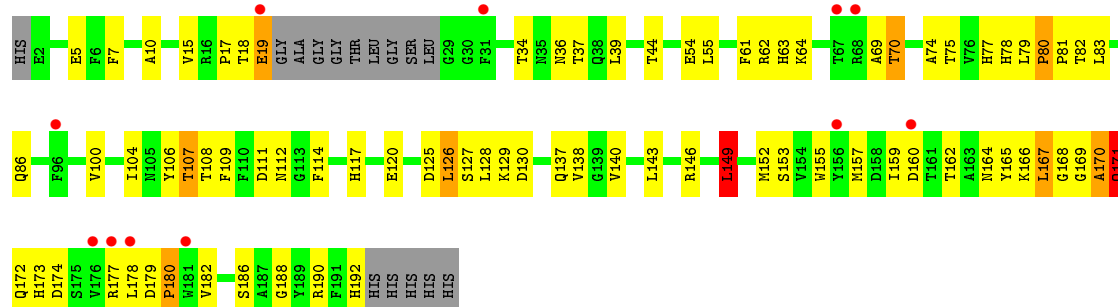 HIS E2 E5 F6 F7 A10 V15 R16 P17 T18 E19 GLY ALA GLY GLY THR LEU GLY SER LEU G29 G30 F31 T34 N35 N36 T37 Q38 L39 T44 E54 L55 F61 R62 H63 K64 T67 R68 A69 T70 A74 T75 V76 H77 H78 L79 P80 P81 T82 L83
Q86 F96 V100 I104 N105 Y106 T107 T108 F109 F110 D111 N112 G113 F114 H117 E120 D125 L126 S127 L128 K129 D130 Q137 V138 G139 V140 L143 R146 L149 M152 S153 V154 W155 Y156 M157 D158 I159 D160 T161 T162 A163 N164 Y165 K166 L167 G168 G169 A170 Q171
Q172 H173 D174 S175 V176 R177 L178 D179 P180 W181 V182 S186 A187 G188 Y189 R190 F191 H192 HIS HIS HIS HIS HIS